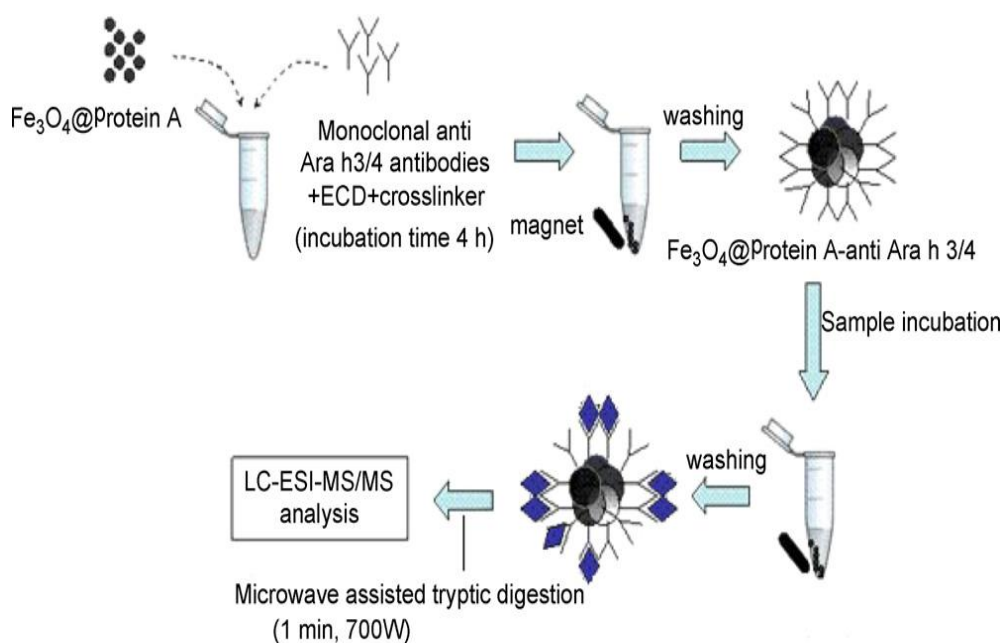 Fe₃O₄@Protein A
Monoclonal anti
Ara h3/4 antibodies
+ECD+crosslinker
(incubation time 4 h)
magnet
washing
Fe₃O₄@Protein A-anti Ara h 3/4
Sample incubation
washing
LC-ESI-MS/MS
analysis
Microwave assisted tryptic digestion
(1 min, 700W)